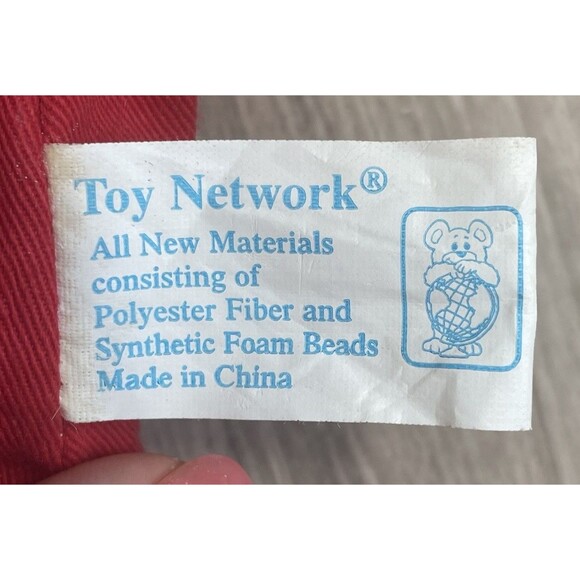 Toy Network®
All New Materials
consisting of
Polyester Fiber and
Synthetic Foam Beads
Made in China